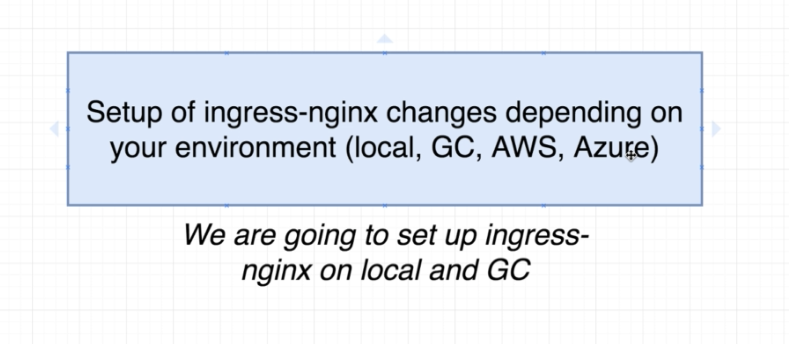 Setup of ingress-nginx changes depending on
your environment (local, GC, AWS, Azure)
We are going to set up ingress-
nginx on local and GC